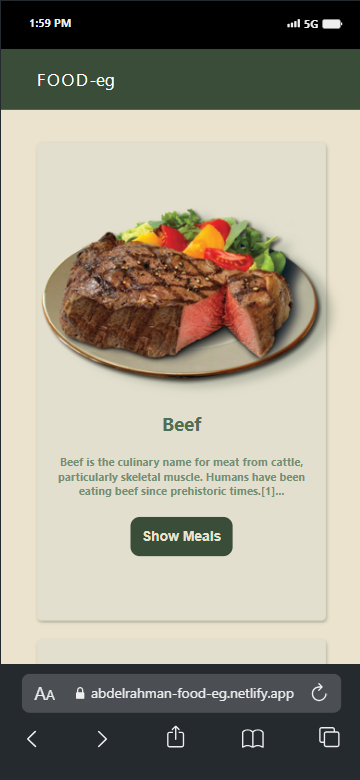 1:59 PM 5G
FOOD-eg
Beef
Beef is the culinary name for meat from cattle,
particularly skeletal muscle. Humans have been
eating beef since prehistoric times.[1]...
Show Meals
AA abdelrahman-food-eg.netlify.app